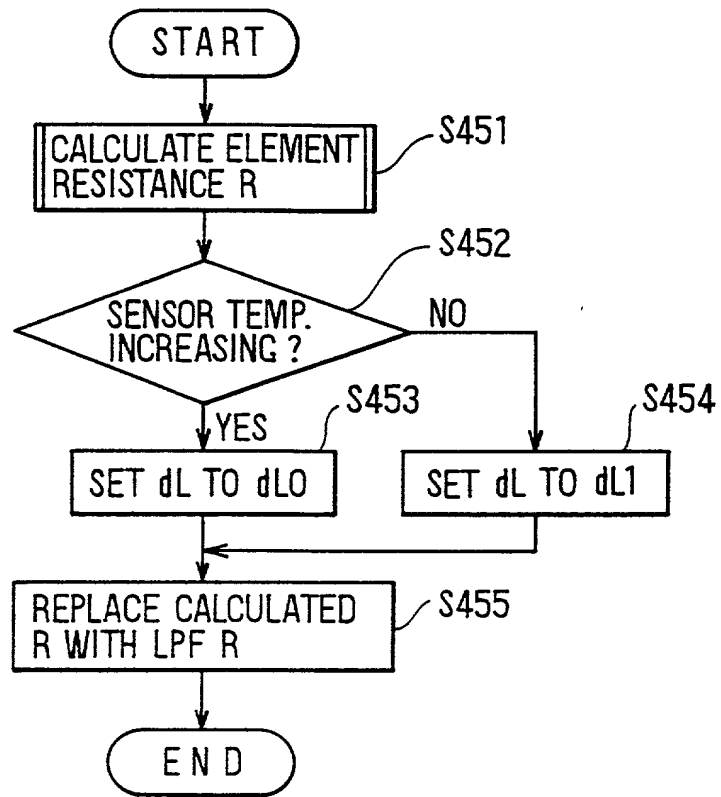 START
CALCULATE ELEMENT
RESISTANCE R
S451
S452
SENSOR TEMP.
INCREASING ?
NO
YES
S453
S454
SET dL TO dL0
SET dL TO dL1
REPLACE CALCULATED
R WITH LPF R
S455
END